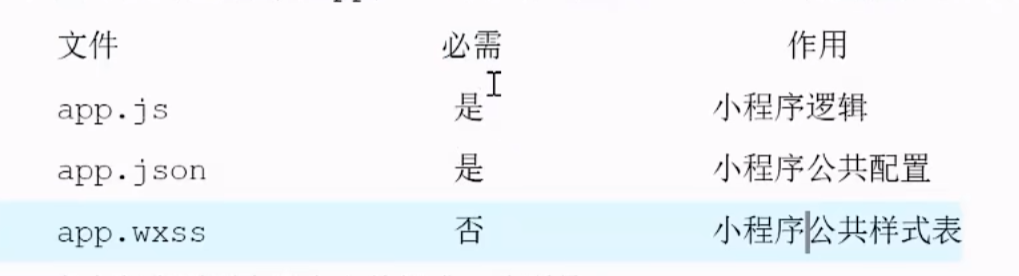 文件 必需 作用
app.js 是 小程序逻辑
app.json 是 小程序公共配置
app.wxss 否 小程序公共样式表